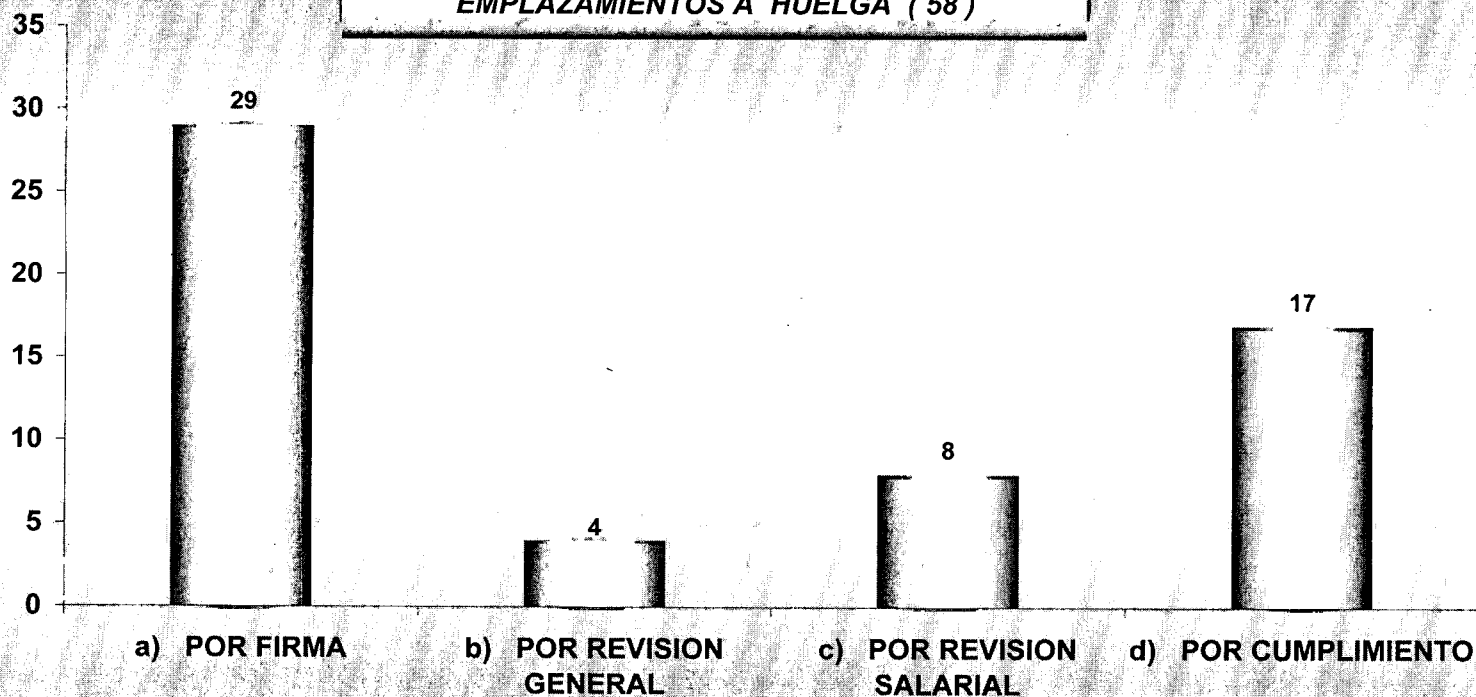 EMPLAZAMIENTOS A HUELGA ( 58 )
35
30
25
20
15
10
5
0
29
4
8
17
a) POR FIRMA
b) POR REVISION GENERAL
c) POR REVISION SALARIAL
d) POR CUMPLIMIENTO